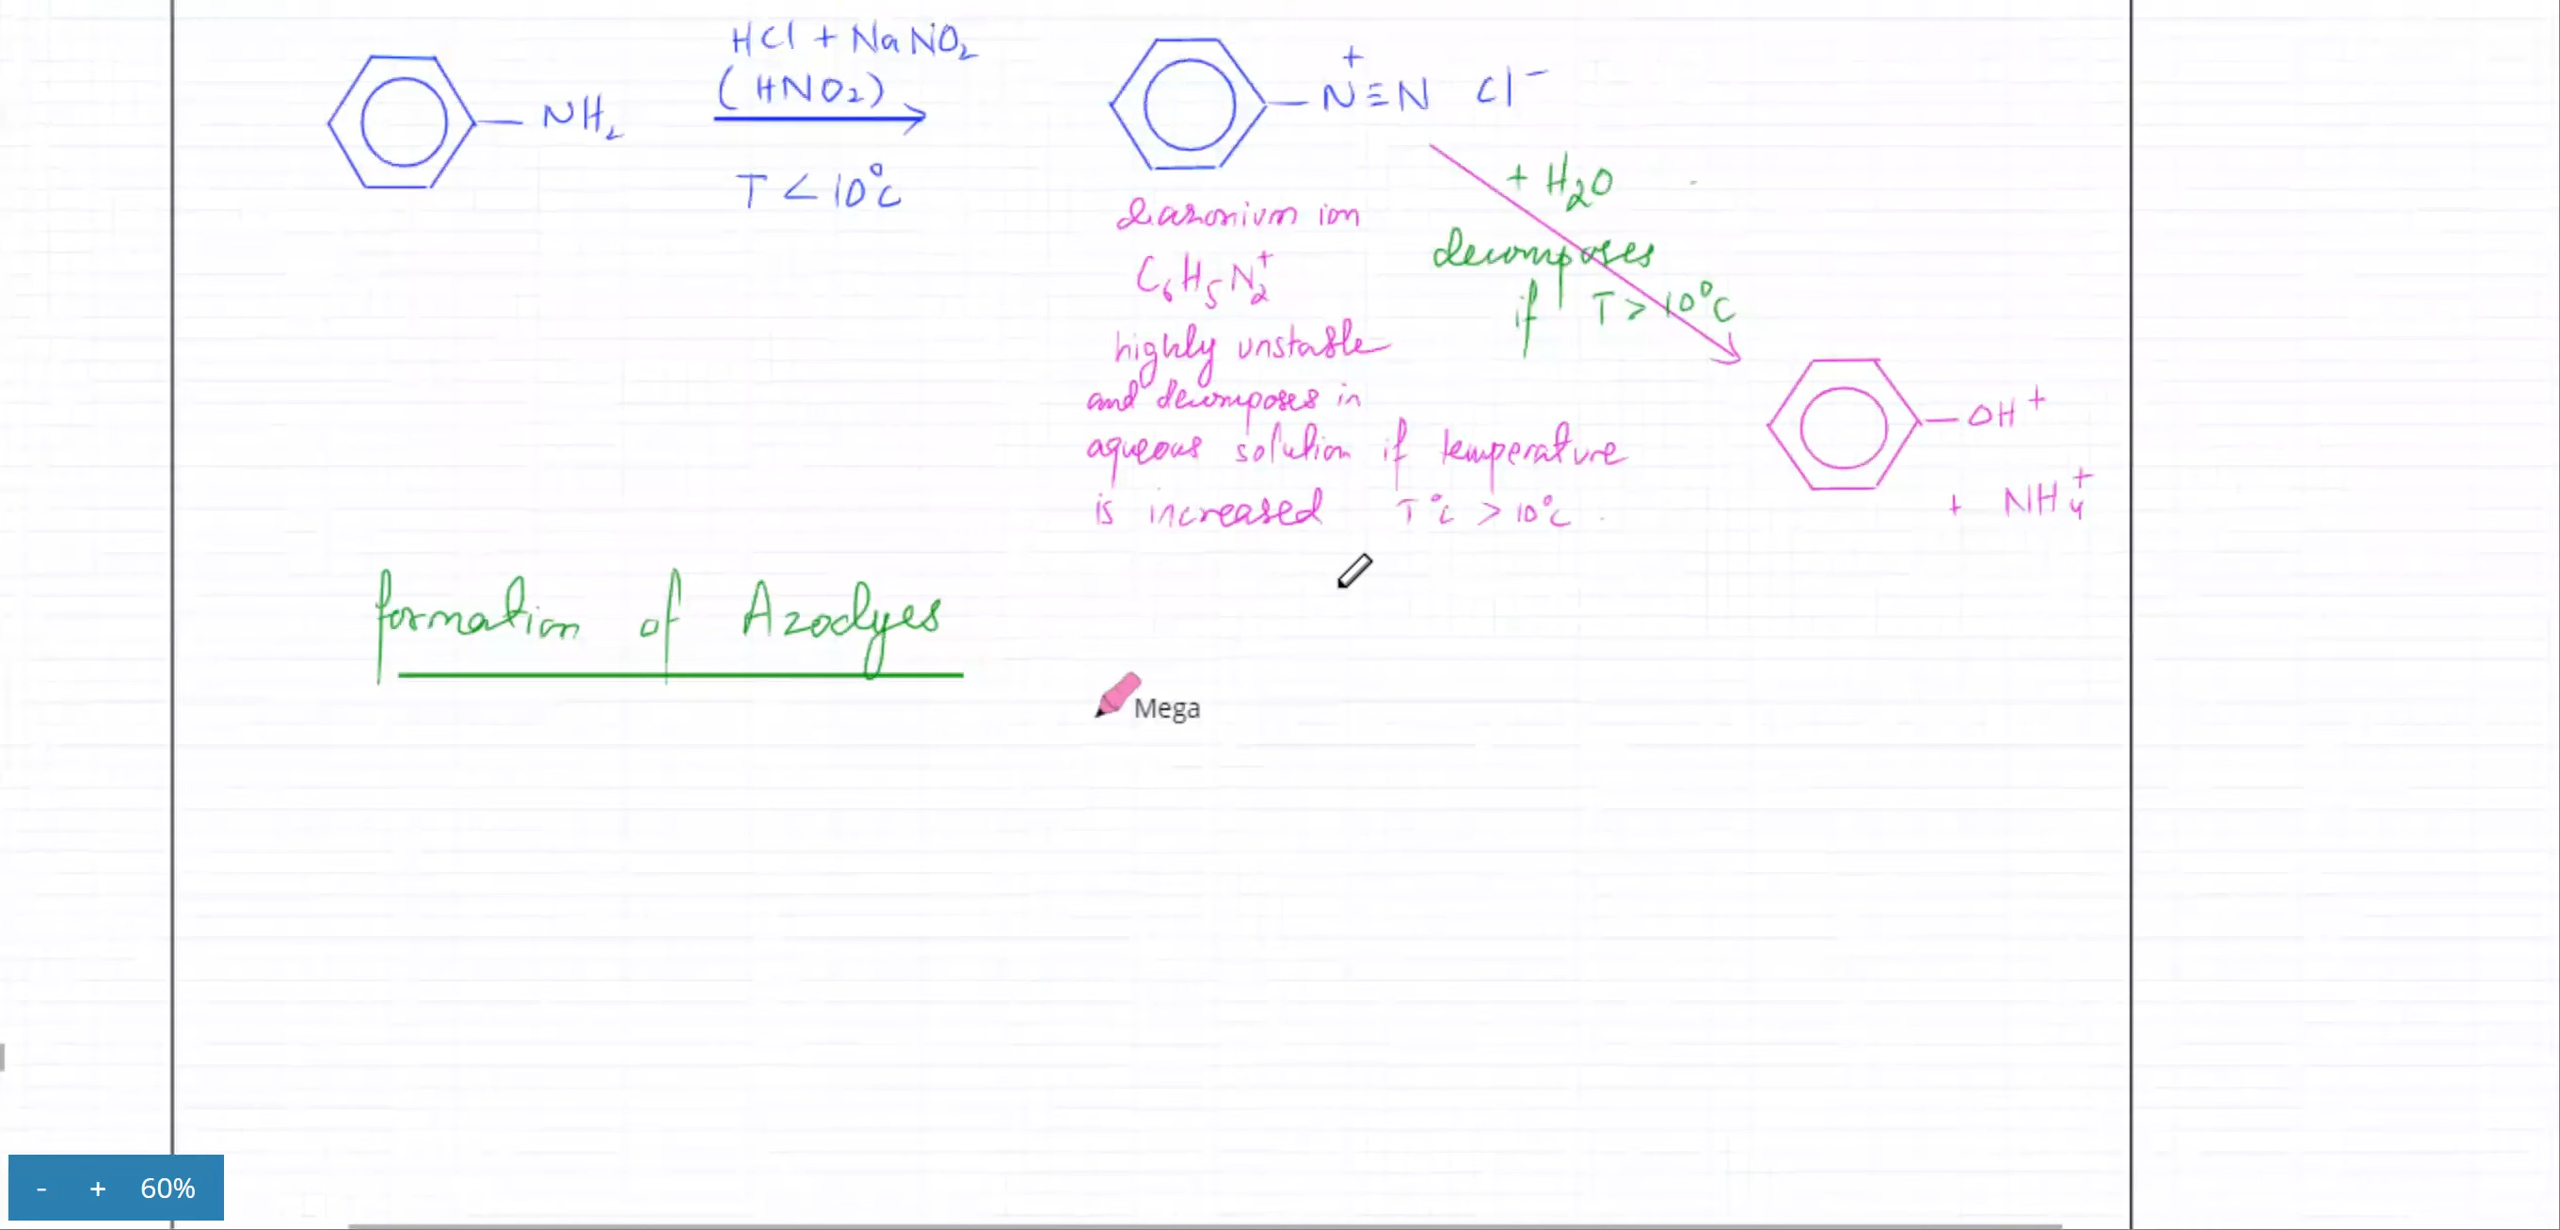 HCl + NaNO₂
(HNO₂)
NH₂
T < 10°C
N⁺≡N Cl⁻
+ H₂O
decomposes
if T > 10°C
diazonium ion
C₆H₅N₂⁺
highly unstable
and decomposes in
aqueous solution if temperature
is increased T°C > 10°C.
OH +
+ NH₄⁺
formation of Azodyes
Mega
- + 60%